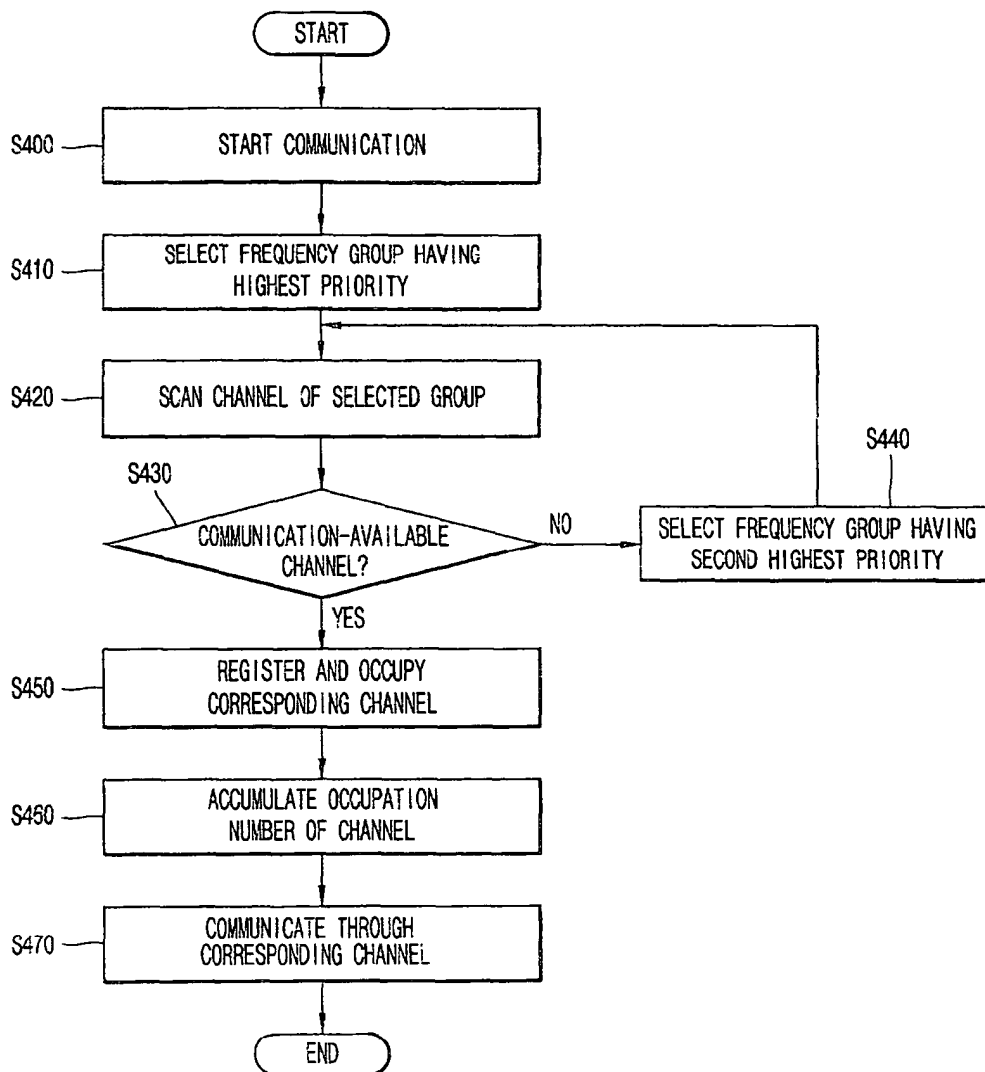 START
S400
START COMMUNICATION
S410
SELECT FREQUENCY GROUP HAVING
HIGHEST PRIORITY
S420
SCAN CHANNEL OF SELECTED GROUP
S430
COMMUNICATION-AVAILABLE
CHANNEL?
NO
S440
SELECT FREQUENCY GROUP HAVING
SECOND HIGHEST PRIORITY
YES
S450
REGISTER AND OCCUPY
CORRESPONDING CHANNEL
S460
ACCUMULATE OCCUPATION
NUMBER OF CHANNEL
S470
COMMUNICATE THROUGH
CORRESPONDING CHANNEL
END